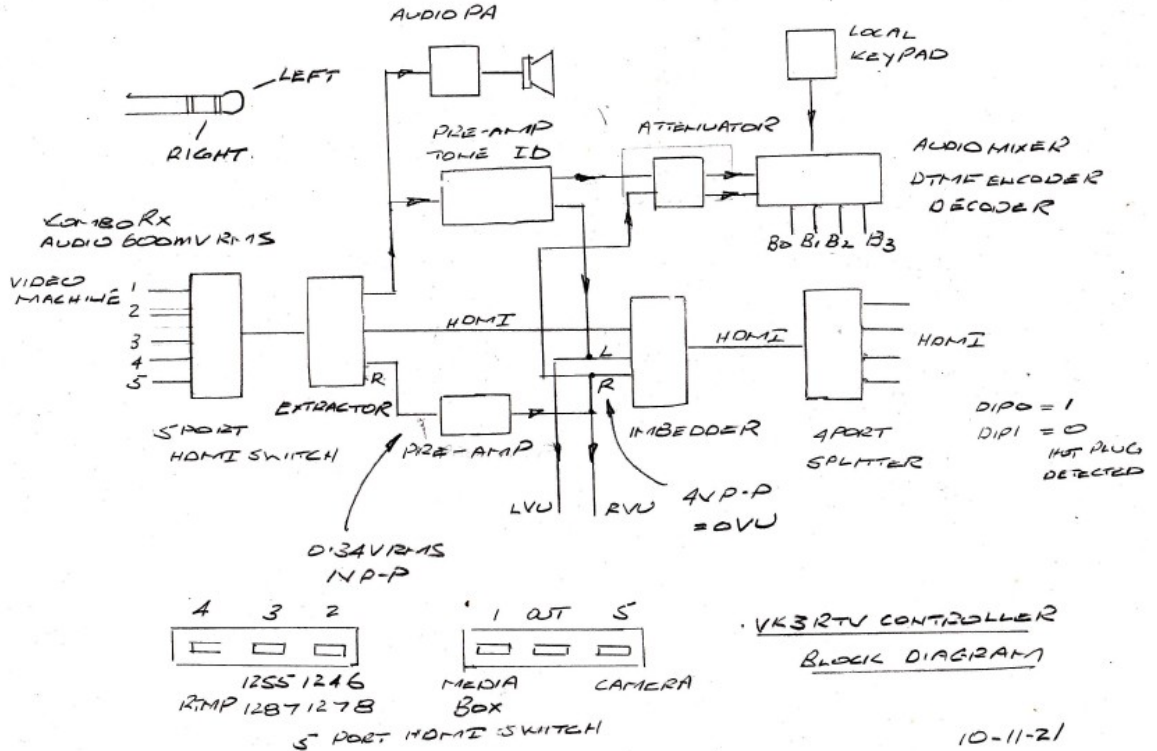 AUDIO PA
LEFT
RIGHT.
LOCAL
KEYPAD
PRE-AMP
TONE ID
ATTENUATOR
AUDIO MIXER
DTMF ENCODER
DECODER
B0 B1 B2 B3
KOMBO RX
AUDIO 600MV RMS
VIDEO
MACHINE
1
2
3
4
5
5 PORT
HDMI SWITCH
EXTRACTOR
R
HDMI
PRE-AMP
L
R
IMBEDDER
HDMI
4 PORT
SPLITTER
HDMI
DIP0 = 1
DIP1 = 0
HOT PLUG
DETECTED
LVU
RVU
4V P-P
= 0VU
0.34V RMS
1V P-P
4 3 2
1255 1246
RTMP 1287 1278
1 OUT 5
MEDIA
BOX
CAMERA
5 PORT HDMI SWITCH
VK3RTV CONTROLLER
BLOCK DIAGRAM
10-11-21